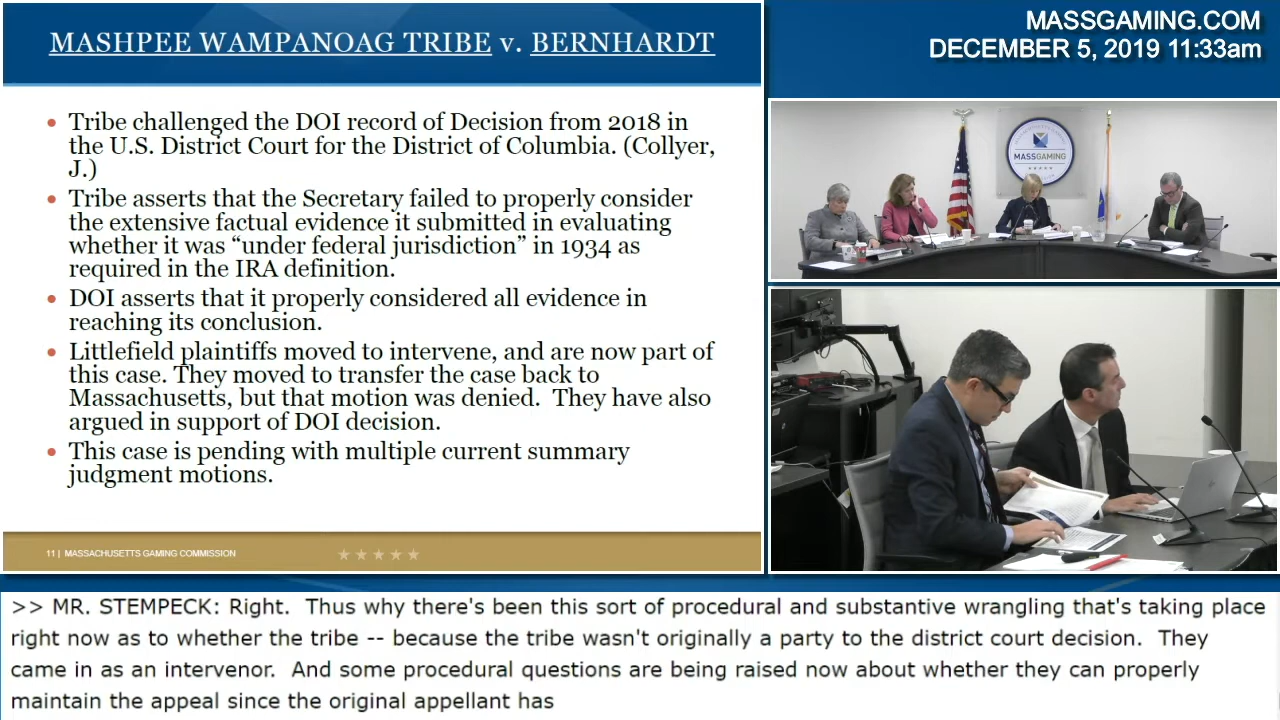 MASHPEE WAMPANOAG TRIBE v. BERNHARDT
MASSGAMING.COM
DECEMBER 5, 2019 11:33am
• Tribe challenged the DOI record of Decision from 2018 in
the U.S. District Court for the District of Columbia. (Collyer,
J.)
• Tribe asserts that the Secretary failed to properly consider
the extensive factual evidence it submitted in evaluating
whether it was “under federal jurisdiction” in 1934 as
required in the IRA definition.
• DOI asserts that it properly considered all evidence in
reaching its conclusion.
• Littlefield plaintiffs moved to intervene, and are now part of
this case. They moved to transfer the case back to
Massachusetts, but that motion was denied.  They have also
argued in support of DOI decision.
• This case is pending with multiple current summary
judgment motions.
11 | MASSACHUSETTS GAMING COMMISSION
MASSGAMING
>> MR. STEMPECK: Right.  Thus why there's been this sort of procedural and substantive wrangling that's taking place
right now as to whether the tribe -- because the tribe wasn't originally a party to the district court decision.  They
came in as an intervenor.  And some procedural questions are being raised now about whether they can properly
maintain the appeal since the original appellant has